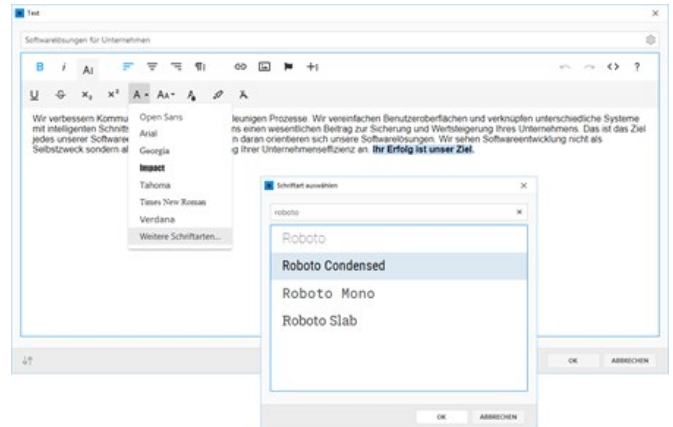 Text
Softwarelösungen für Unternehmen
B i A
U S x₂ x² A AA A
Wir verbessern Kommu leunigen Prozesse. Wir vereinfachen Benutzeroberflächen und verknüpfen unterschiedliche Systeme
mit intelligenten Schnitts ns einen wesentlichen Beitrag zur Sicherung und Wertsteigerung Ihres Unternehmens. Das ist das Ziel
jedes unserer Software n daran orientieren sich unsere Softwarelösungen. Wir sehen Softwareentwicklung nicht als
Selbstzweck sondern al g Ihrer Unternehmenseffizienz an. Ihr Erfolg ist unser Ziel.
Open Sans
Arial
Georgia
Impact
Tahoma
Times New Roman
Verdana
Weitere Schriftarten...
Schriftart auswählen
roboto
Roboto
Roboto Condensed
Roboto Mono
Roboto Slab
OK ABBRECHEN
OK ABBRECHEN